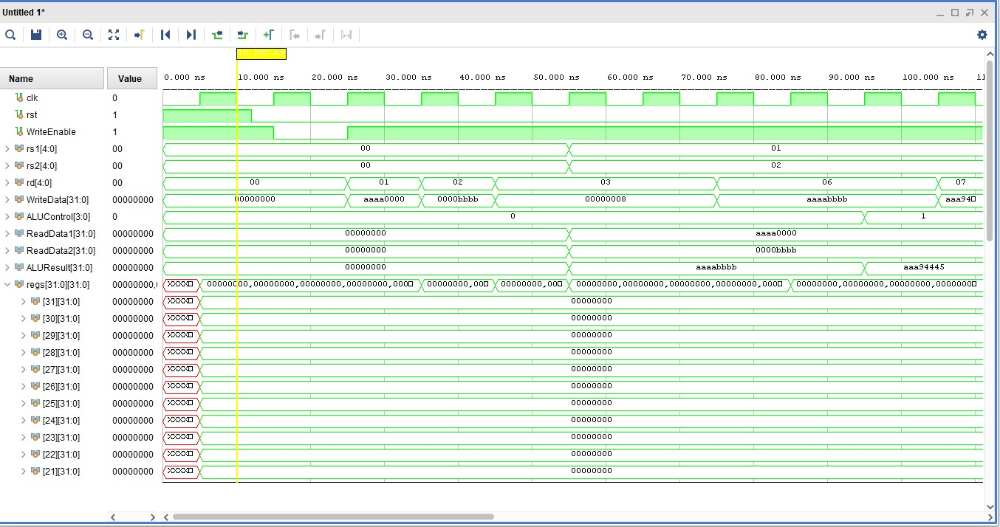 Untitled 1*
10.000 ns
Name Value 0.000 ns 10.000 ns 20.000 ns 30.000 ns 40.000 ns 50.000 ns 60.000 ns 70.000 ns 80.000 ns 90.000 ns 100.000 ns 11
clk 0
rst 1
WriteEnable 1
rs1[4:0] 00 00 01
rs2[4:0] 00 00 02
rd[4:0] 00 00 01 02 03 06 07
WriteData[31:0] 00000000 00000000 aaaa0000 0000bbbb 00000008 aaaabbbb aaa94
ALUControl[3:0] 0 0 1
ReadData1[31:0] 00000000 00000000 aaaa0000
ReadData2[31:0] 00000000 00000000 0000bbbb
ALUResult[31:0] 00000000 00000000 aaaabbbb aaa94445
regs[31:0][31:0] 00000000,( XXXX 00000000,00000000,00000000,00000000,000 00000000,00 00000000,00 00000000,00000000,00000000,00000000,000 00000000,00000000,00000000,0000000
[31][31:0] 00000000 XXXX 00000000
[30][31:0] 00000000 XXXX 00000000
[29][31:0] 00000000 XXXX 00000000
[28][31:0] 00000000 XXXX 00000000
[27][31:0] 00000000 XXXX 00000000
[26][31:0] 00000000 XXXX 00000000
[25][31:0] 00000000 XXXX 00000000
[24][31:0] 00000000 XXXX 00000000
[23][31:0] 00000000 XXXX 00000000
[22][31:0] 00000000 XXXX 00000000
[21][31:0] 00000000 XXXX 00000000